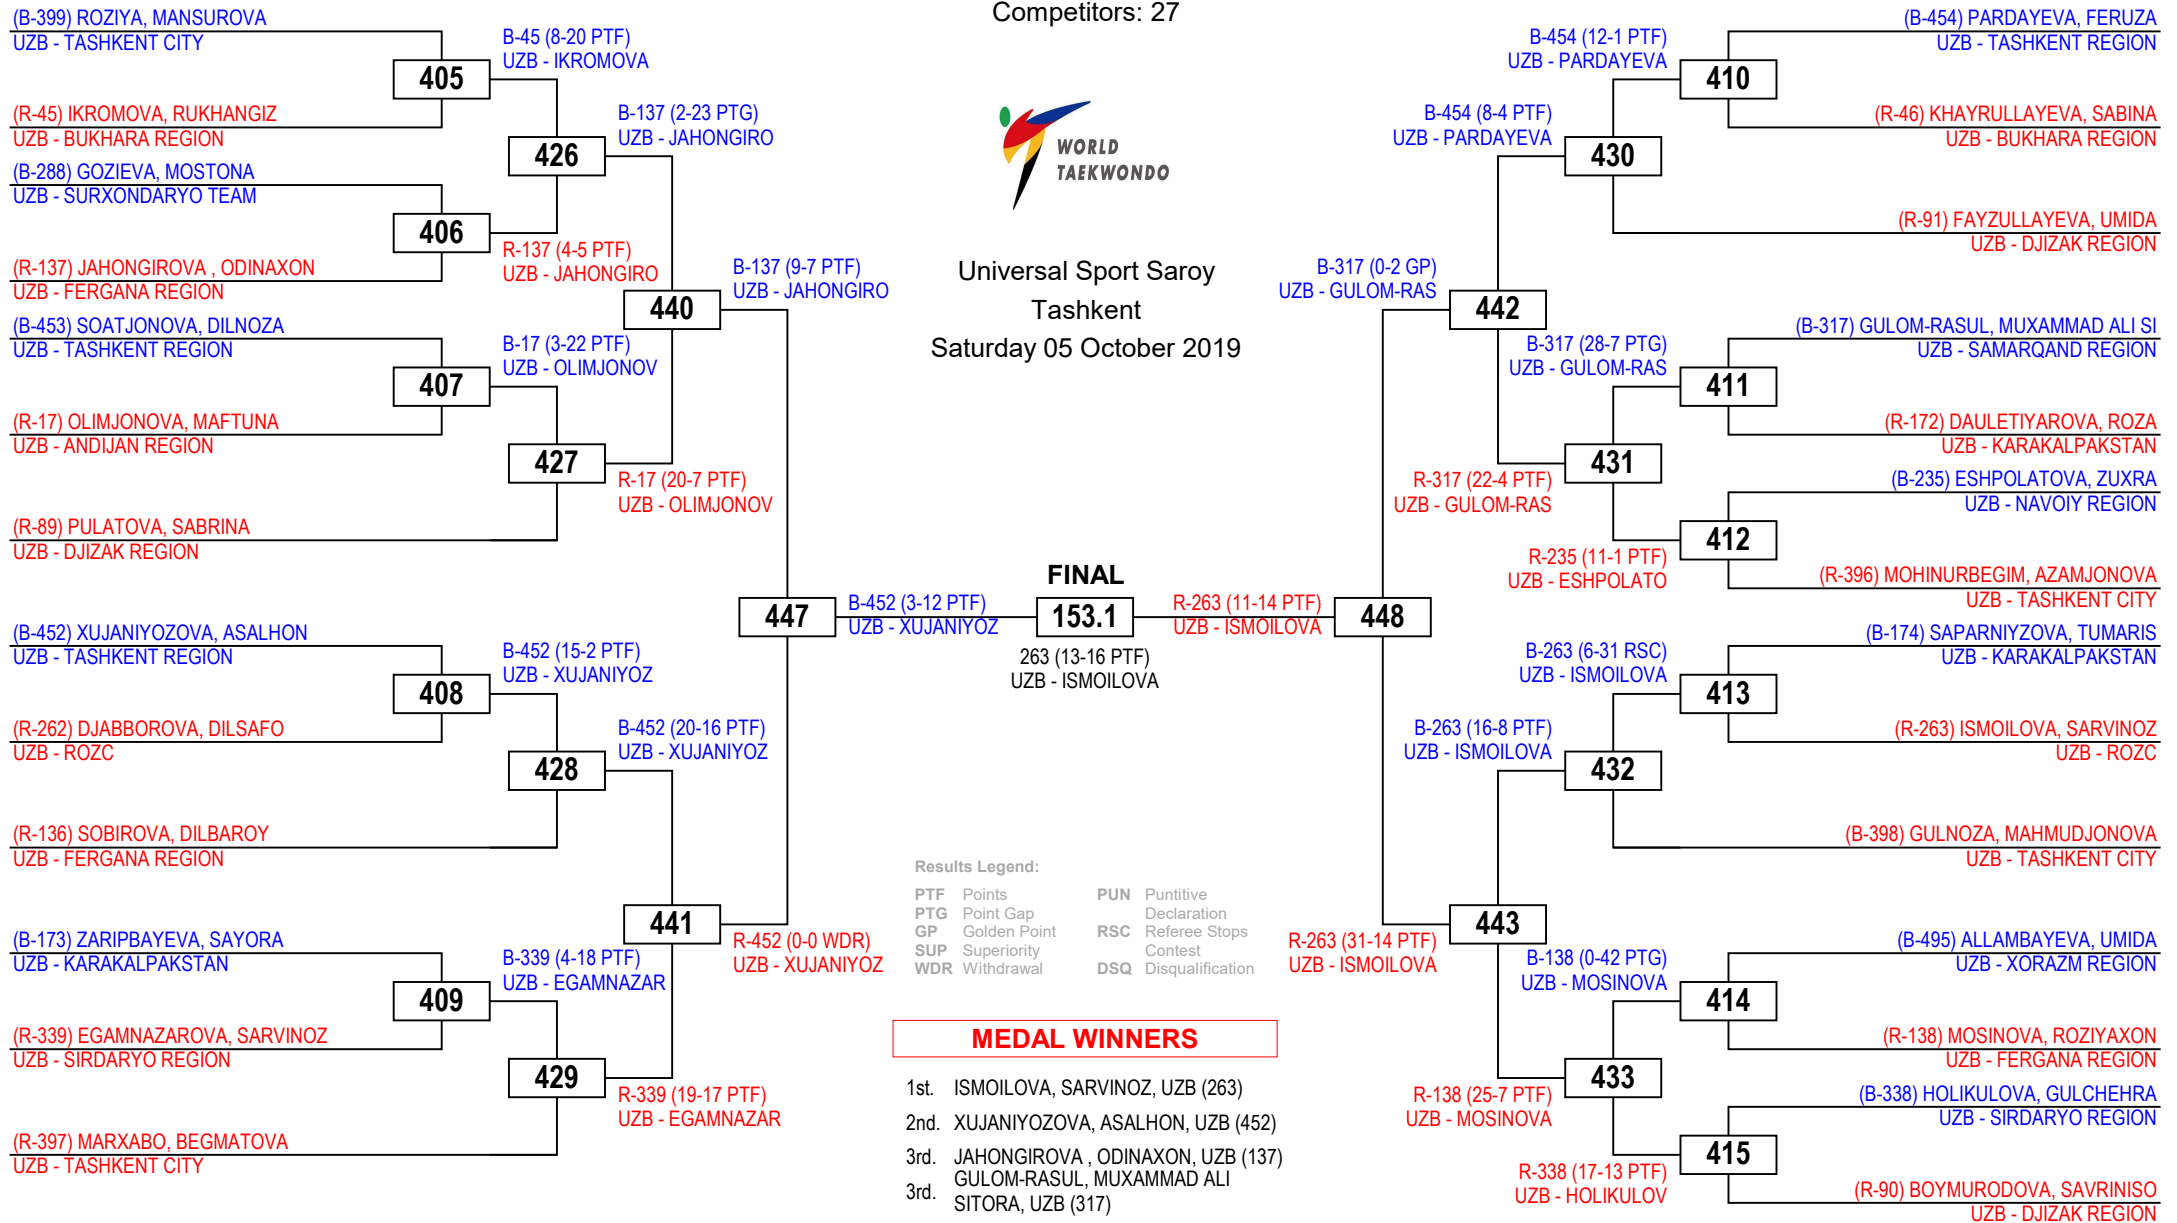 Competitors: 27
(B-399) ROZIYA, MANSUROVA
UZB - TASHKENT CITY
405
(R-45) IKROMOVA, RUKHANGIZ
UZB - BUKHARA REGION
(B-288) GOZIEVA, MOSTONA
UZB - SURXONDARYO TEAM
406
(R-137) JAHONGIROVA , ODINAXON
UZB - FERGANA REGION
(B-453) SOATJONOVA, DILNOZA
UZB - TASHKENT REGION
407
(R-17) OLIMJONOVA, MAFTUNA
UZB - ANDIJAN REGION
(R-89) PULATOVA, SABRINA
UZB - DJIZAK REGION
(B-452) XUJANIYOZOVA, ASALHON
UZB - TASHKENT REGION
408
(R-262) DJABBOROVA, DILSAFO
UZB - ROZC
(R-136) SOBIROVA, DILBAROY
UZB - FERGANA REGION
(B-173) ZARIPBAYEVA, SAYORA
UZB - KARAKALPAKSTAN
409
(R-339) EGAMNAZAROVA, SARVINOZ
UZB - SIRDARYO REGION
(R-397) MARXABO, BEGMATOVA
UZB - TASHKENT CITY
B-45 (8-20 PTF)
UZB - IKROMOVA
426
R-137 (4-5 PTF)
UZB - JAHONGIRO
B-17 (3-22 PTF)
UZB - OLIMJONOV
427
B-452 (15-2 PTF)
UZB - XUJANIYOZ
428
B-339 (4-18 PTF)
UZB - EGAMNAZAR
429
B-137 (2-23 PTG)
UZB - JAHONGIRO
440
R-17 (20-7 PTF)
UZB - OLIMJONOV
B-452 (20-16 PTF)
UZB - XUJANIYOZ
441
R-339 (19-17 PTF)
UZB - EGAMNAZAR
B-137 (9-7 PTF)
UZB - JAHONGIRO
447
R-452 (0-0 WDR)
UZB - XUJANIYOZ
B-452 (3-12 PTF)
UZB - XUJANIYOZ
WORLD
TAEKWONDO
Universal Sport Saroy
Tashkent
Saturday 05 October 2019
FINAL
153.1
263 (13-16 PTF)
UZB - ISMOILOVA
R-263 (11-14 PTF)
UZB - ISMOILOVA
448
B-317 (0-2 GP)
UZB - GULOM-RAS
442
R-263 (31-14 PTF)
UZB - ISMOILOVA
443
B-454 (8-4 PTF)
UZB - PARDAYEVA
430
R-317 (22-4 PTF)
UZB - GULOM-RAS
431
B-263 (16-8 PTF)
UZB - ISMOILOVA
432
R-138 (25-7 PTF)
UZB - MOSINOVA
433
B-454 (12-1 PTF)
UZB - PARDAYEVA
410
B-317 (28-7 PTG)
UZB - GULOM-RAS
411
R-235 (11-1 PTF)
UZB - ESHPOLATO
412
B-263 (6-31 RSC)
UZB - ISMOILOVA
413
B-138 (0-42 PTG)
UZB - MOSINOVA
414
R-338 (17-13 PTF)
UZB - HOLIKULOV
415
(B-454) PARDAYEVA, FERUZA
UZB - TASHKENT REGION
(R-46) KHAYRULLAYEVA, SABINA
UZB - BUKHARA REGION
(R-91) FAYZULLAYEVA, UMIDA
UZB - DJIZAK REGION
(B-317) GULOM-RASUL, MUXAMMAD ALI SI
UZB - SAMARQAND REGION
(R-172) DAULETIYAROVA, ROZA
UZB - KARAKALPAKSTAN
(B-235) ESHPOLATOVA, ZUXRA
UZB - NAVOIY REGION
(R-396) MOHINURBEGIM, AZAMJONOVA
UZB - TASHKENT CITY
(B-174) SAPARNIYZOVA, TUMARIS
UZB - KARAKALPAKSTAN
(R-263) ISMOILOVA, SARVINOZ
UZB - ROZC
(B-398) GULNOZA, MAHMUDJONOVA
UZB - TASHKENT CITY
(B-495) ALLAMBAYEVA, UMIDA
UZB - XORAZM REGION
(R-138) MOSINOVA, ROZIYAXON
UZB - FERGANA REGION
(B-338) HOLIKULOVA, GULCHEHRA
UZB - SIRDARYO REGION
(R-90) BOYMURODOVA, SAVRINISO
UZB - DJIZAK REGION
Results Legend:
PTF Points
PTG Point Gap
GP Golden Point
SUP Superiority
WDR Withdrawal
PUN Puntitive
Declaration
RSC Referee Stops
Contest
DSQ Disqualification
MEDAL WINNERS
1st. ISMOILOVA, SARVINOZ, UZB (263)
2nd. XUJANIYOZOVA, ASALHON, UZB (452)
3rd. JAHONGIROVA , ODINAXON, UZB (137)
3rd. GULOM-RASUL, MUXAMMAD ALI
SITORA, UZB (317)